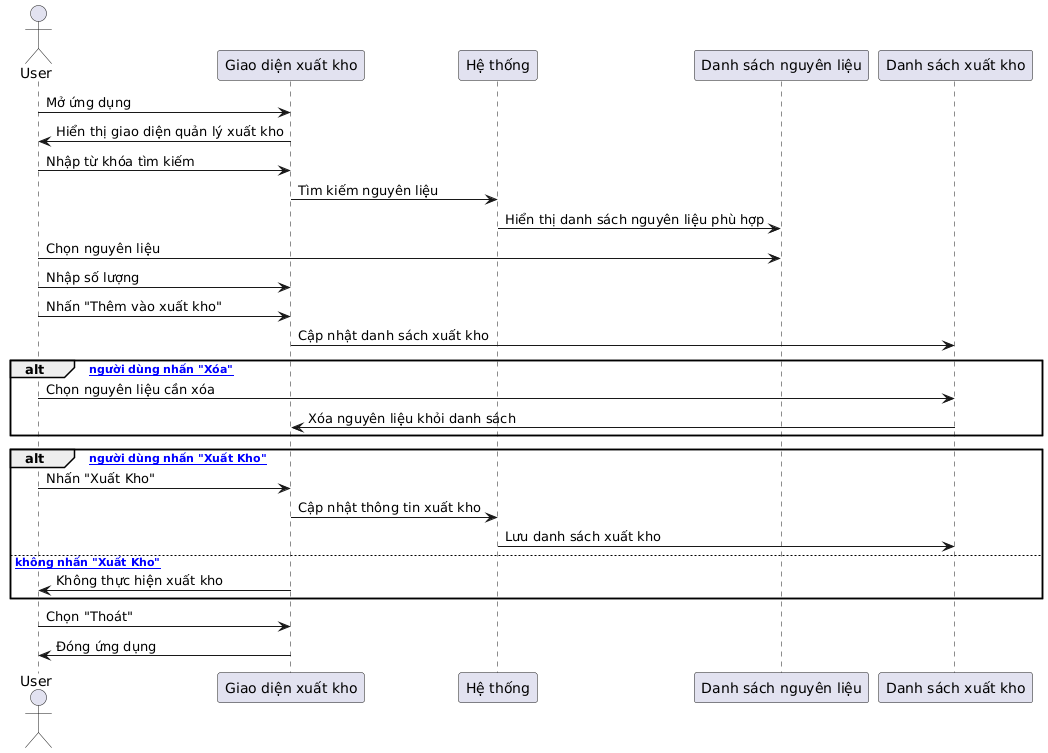 User
Giao diện xuất kho
Hệ thống
Danh sách nguyên liệu
Danh sách xuất kho
Mở ứng dụng
Hiển thị giao diện quản lý xuất kho
Nhập từ khóa tìm kiếm
Tìm kiếm nguyên liệu
Hiển thị danh sách nguyên liệu phù hợp
Chọn nguyên liệu
Nhập số lượng
Nhấn "Thêm vào xuất kho"
Cập nhật danh sách xuất kho
alt
người dùng nhấn "Xóa"
Chọn nguyên liệu cần xóa
Xóa nguyên liệu khỏi danh sách
alt
người dùng nhấn "Xuất Kho"
Nhấn "Xuất Kho"
Cập nhật thông tin xuất kho
Lưu danh sách xuất kho
không nhấn "Xuất Kho"
Không thực hiện xuất kho
Chọn "Thoát"
Đóng ứng dụng
User
Giao diện xuất kho
Hệ thống
Danh sách nguyên liệu
Danh sách xuất kho